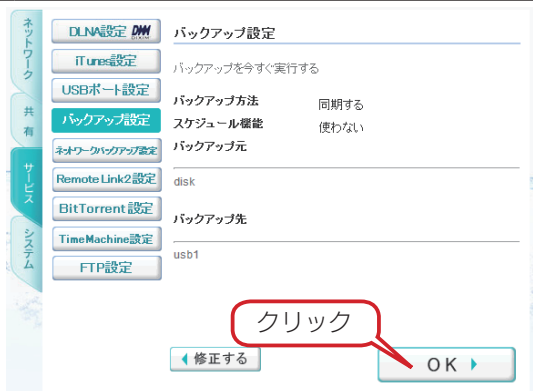 ネットワーク
共有
サービス
システム
DLNA設定
iTunes設定
USBポート設定
バックアップ設定
ネットワークバックアップ設定
Remote Link2設定
BitTorrent設定
TimeMachine設定
FTP設定
バックアップ設定
バックアップを今すぐ実行する
バックアップ方法 同期する
スケジュール機能 使わない
バックアップ元
disk
バックアップ先
usb1
クリック
修正する
OK